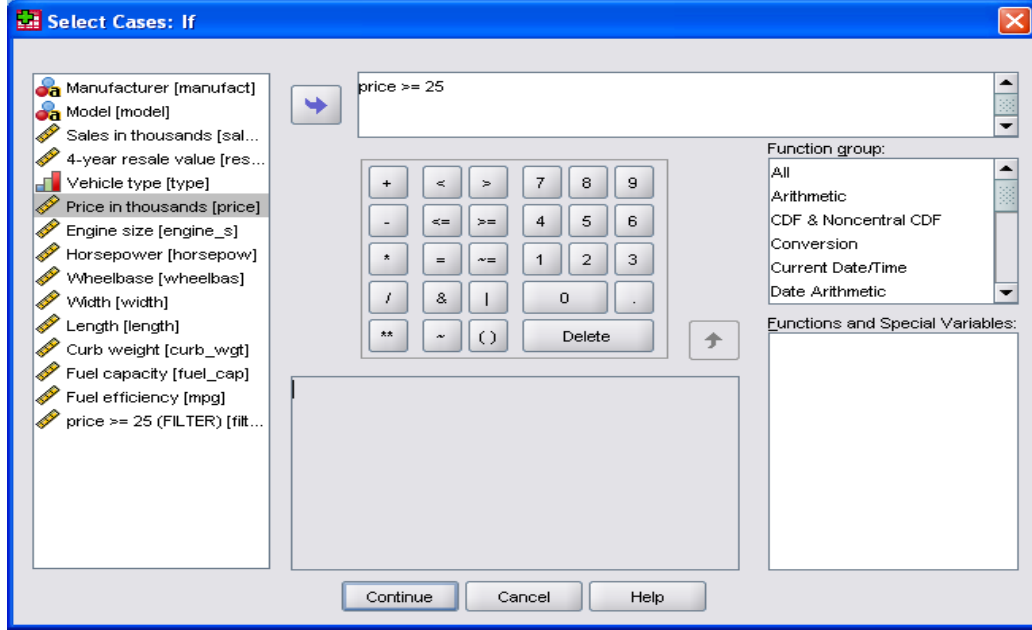 Select Cases: If
Manufacturer [manufact]
Model [model]
Sales in thousands [sal...
4-year resale value [res...
Vehicle type [type]
Price in thousands [price]
Engine size [engine_s]
Horsepower [horsepow]
Wheelbase [wheelbas]
Width [width]
Length [length]
Curb weight [curb_wgt]
Fuel capacity [fuel_cap]
Fuel efficiency [mpg]
price >= 25 (FILTER) [filt...
price >= 25
+ < > 7 8 9
- <= >= 4 5 6
* = ~= 1 2 3
/ & | 0 .
** ~ ( ) Delete
Function group:
All
Arithmetic
CDF & Noncentral CDF
Conversion
Current Date/Time
Date Arithmetic
Functions and Special Variables:
Continue Cancel Help